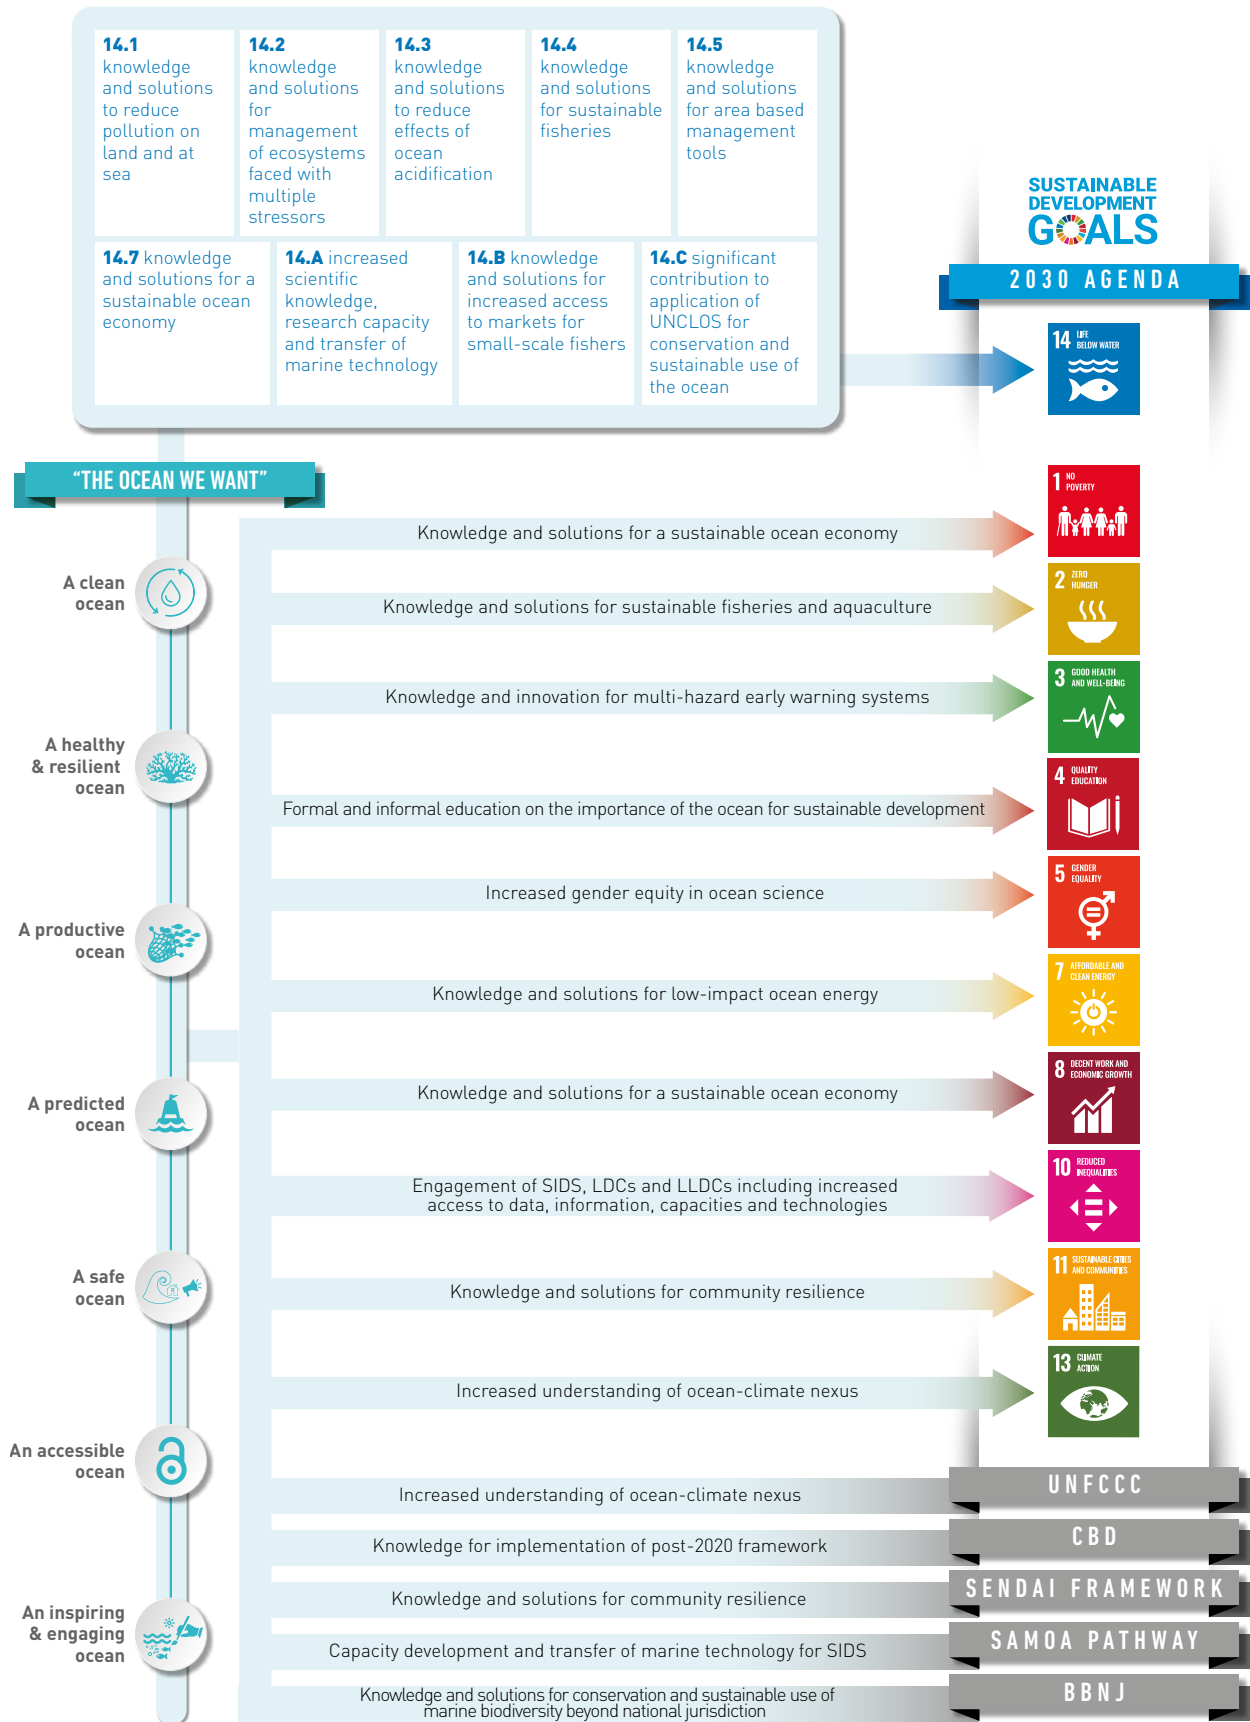 14.1
knowledge
and solutions
to reduce
pollution on
land and at
sea
14.2
knowledge
and solutions
for
management
of ecosystems
faced with
multiple
stressors
14.3
knowledge
and solutions
to reduce
effects of
ocean
acidification
14.4
knowledge
and solutions
for sustainable
fisheries
14.5
knowledge
and solutions
for area based
management
tools
14.7 knowledge
and solutions for a
sustainable ocean
economy
14.A increased
scientific
knowledge,
research capacity
and transfer of
marine technology
14.B knowledge
and solutions for
increased access
to markets for
small-scale fishers
14.C significant
contribution to
application of
UNCLOS for
conservation and
sustainable use of
the ocean
SUSTAINABLE
DEVELOPMENT
GOALS
2030 AGENDA
14 LIFE
BELOW WATER
"THE OCEAN WE WANT"
A clean
ocean
A healthy
& resilient
ocean
A productive
ocean
A predicted
ocean
A safe
ocean
An accessible
ocean
An inspiring
& engaging
ocean
Knowledge and solutions for a sustainable ocean economy
1 NO
POVERTY
Knowledge and solutions for sustainable fisheries and aquaculture
2 ZERO
HUNGER
Knowledge and innovation for multi-hazard early warning systems
3 GOOD HEALTH
AND WELL-BEING
Formal and informal education on the importance of the ocean for sustainable development
4 QUALITY
EDUCATION
Increased gender equity in ocean science
5 GENDER
EQUALITY
Knowledge and solutions for low-impact ocean energy
7 AFFORDABLE AND
CLEAN ENERGY
Knowledge and solutions for a sustainable ocean economy
8 DECENT WORK AND
ECONOMIC GROWTH
Engagement of SIDS, LDCs and LLDCs including increased
access to data, information, capacities and technologies
10 REDUCED
INEQUALITIES
Knowledge and solutions for community resilience
11 SUSTAINABLE CITIES
AND COMMUNITIES
Increased understanding of ocean-climate nexus
13 CLIMATE
ACTION
Increased understanding of ocean-climate nexus
UNFCCC
Knowledge for implementation of post-2020 framework
CBD
Knowledge and solutions for community resilience
SENDAI FRAMEWORK
Capacity development and transfer of marine technology for SIDS
SAMOA PATHWAY
Knowledge and solutions for conservation and sustainable use of
marine biodiversity beyond national jurisdiction
BBNJ